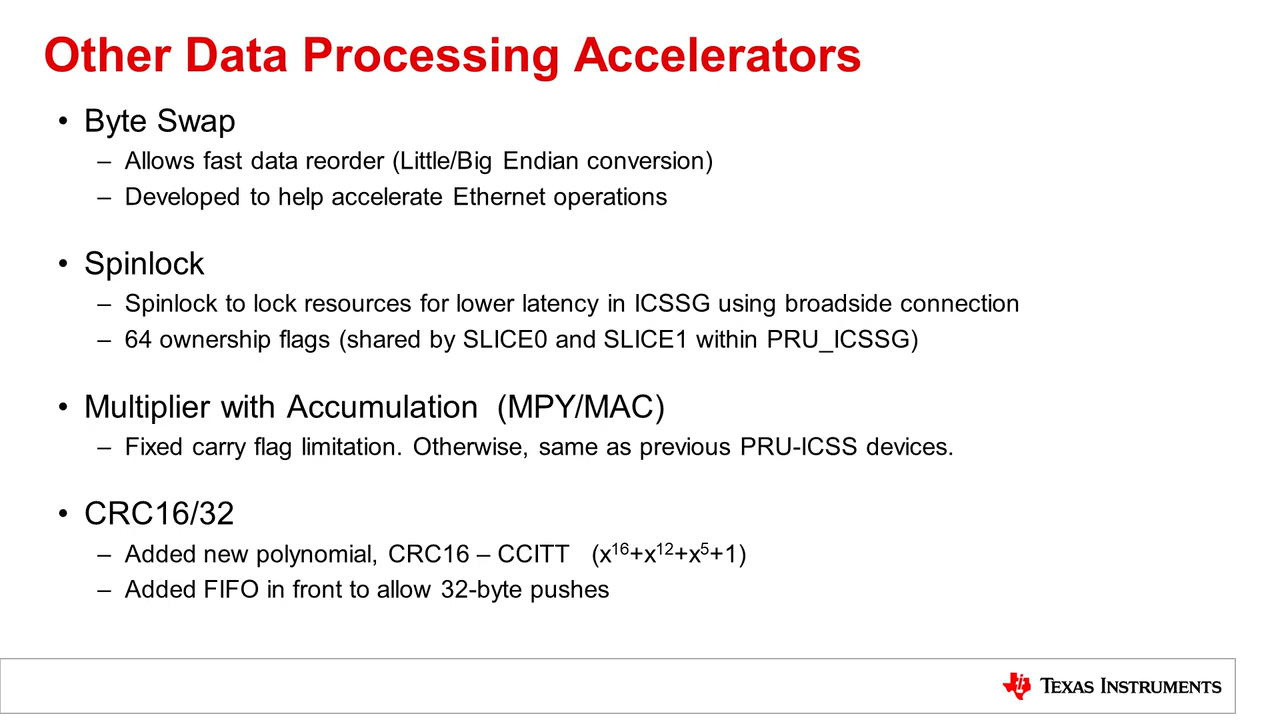 Other Data Processing Accelerators
• Byte Swap
– Allows fast data reorder (Little/Big Endian conversion)
– Developed to help accelerate Ethernet operations
• Spinlock
– Spinlock to lock resources for lower latency in ICSSG using broadside connection
– 64 ownership flags (shared by SLICE0 and SLICE1 within PRU_ICSSG)
• Multiplier with Accumulation (MPY/MAC)
– Fixed carry flag limitation. Otherwise, same as previous PRU-ICSS devices.
• CRC16/32
– Added new polynomial, CRC16 – CCITT (x¹⁶+x¹²+x⁵+1)
– Added FIFO in front to allow 32-byte pushes
TEXAS INSTRUMENTS